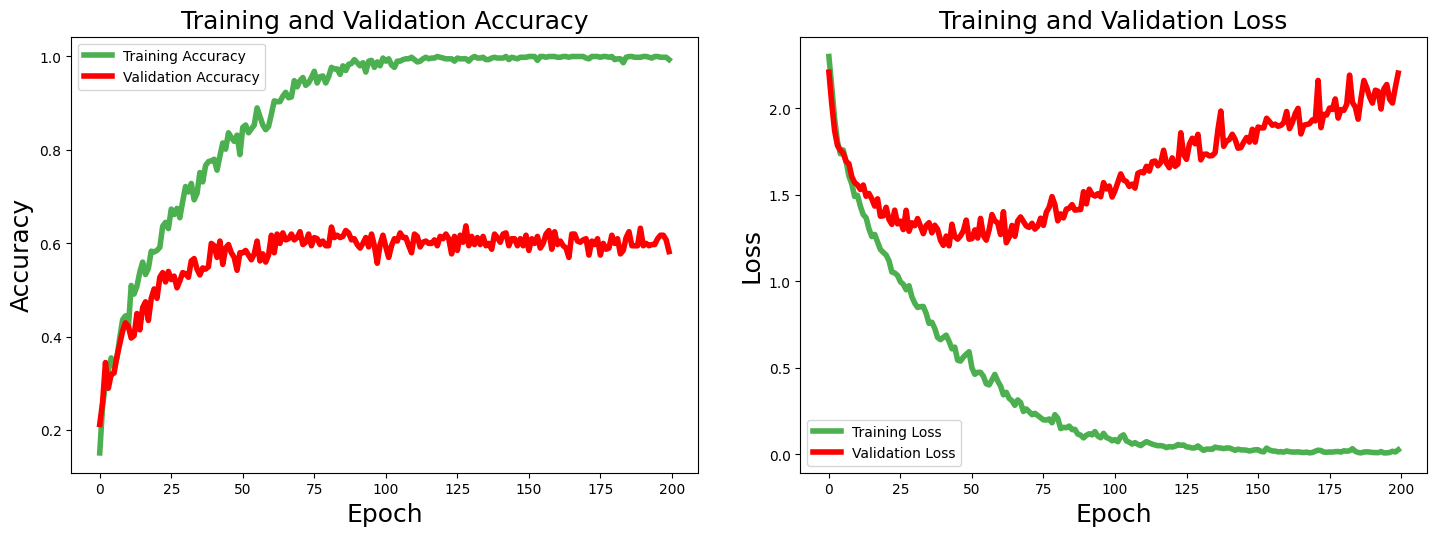 Training and Validation Accuracy
Training Accuracy
Validation Accuracy
Accuracy
1.0
0.8
0.6
0.4
0.2
0
25
50
75
100
125
150
175
200
Epoch
Training and Validation Loss
Loss
2.0
1.5
1.0
0.5
0.0
Training Loss
Validation Loss
0
25
50
75
100
125
150
175
200
Epoch